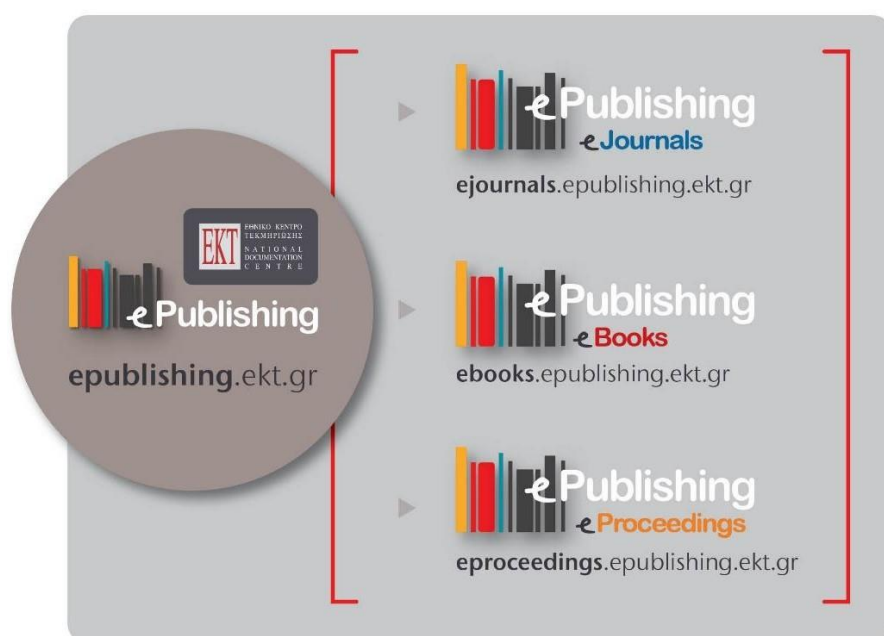 ΕΘΝΙΚΟ ΚΕΝΤΡΟ
ΤΕΚΜΗΡΙΩΣΗΣ
EKT
NATIONAL
DOCUMENTATION
CENTRE
ePublishing
epublishing.ekt.gr
ePublishing
eJournals
ejournals.epublishing.ekt.gr
ePublishing
eBooks
ebooks.epublishing.ekt.gr
ePublishing
eProceedings
eproceedings.epublishing.ekt.gr